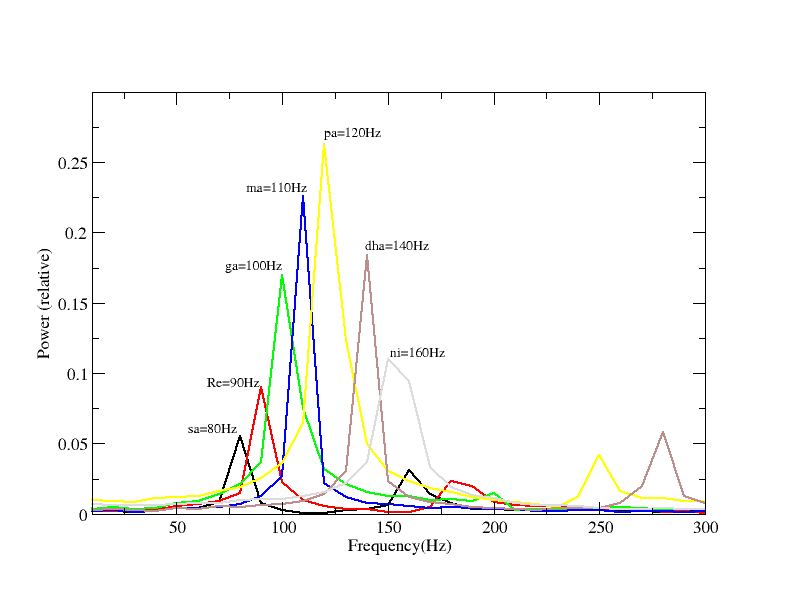 pa=120Hz
0.25
ma=110Hz
0.2
dha=140Hz
ga=100Hz
Power (relative)
0.15
ni=160Hz
0.1
Re=90Hz
0.05
sa=80Hz
0
50 100 150 200 250 300
Frequency(Hz)